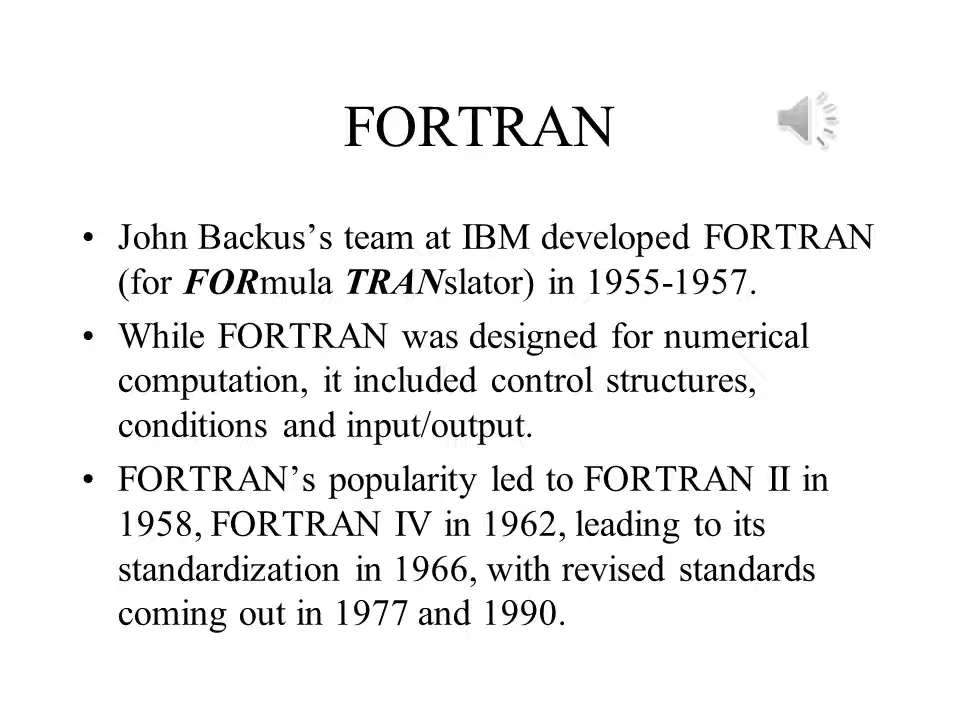 FORTRAN
• John Backus’s team at IBM developed FORTRAN
(for FORmula TRANslator) in 1955-1957.
• While FORTRAN was designed for numerical
computation, it included control structures,
conditions and input/output.
• FORTRAN’s popularity led to FORTRAN II in
1958, FORTRAN IV in 1962, leading to its
standardization in 1966, with revised standards
coming out in 1977 and 1990.